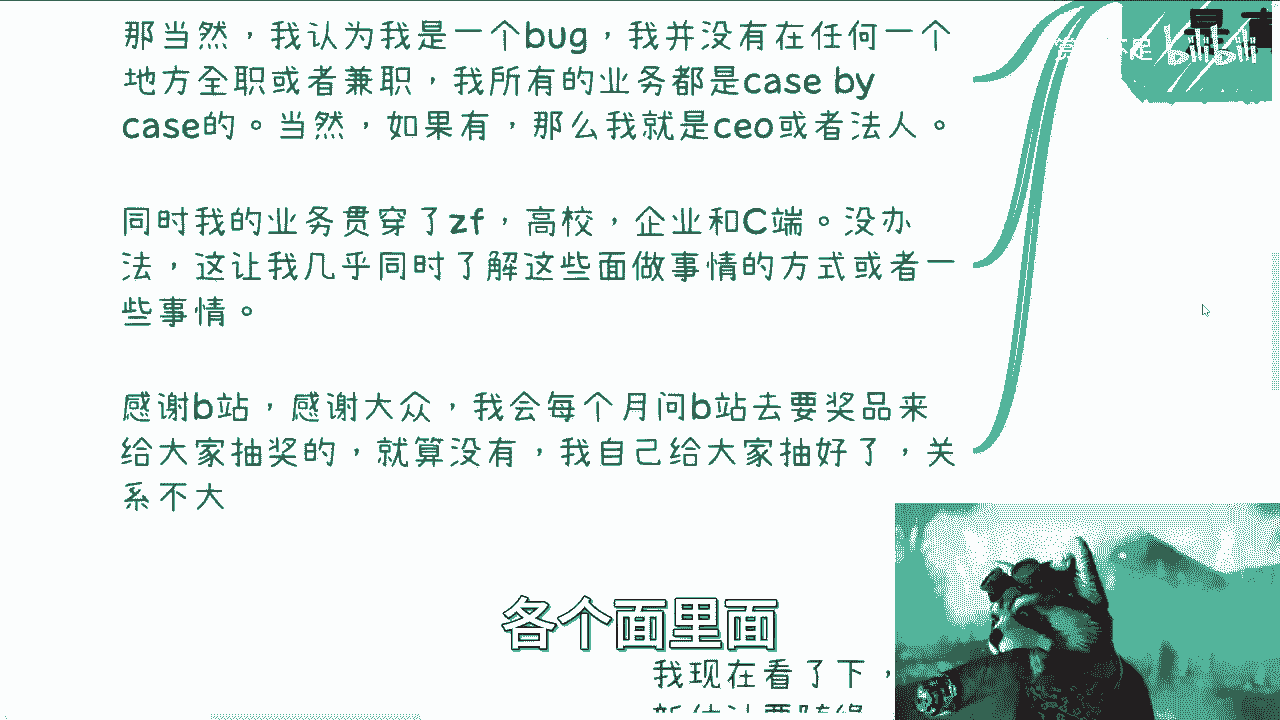 那当然，我认为我是一个bug，我并没有在任何一个
地方全职或者兼职，我所有的业务都是case by
case的。当然，如果有，那么我就是ceo或者法人。
同时我的业务贯穿了zf，高校，企业和C端。没办
法，这让我几乎同时了解这些面做事情的方式或者一
些事情。
感谢b站，感谢大众，我会每个月问b站去要奖品来
给大家抽奖的，就算没有，我自己给大家抽好了，关
系不大
bilibili
各个面里面
我现在看了下，